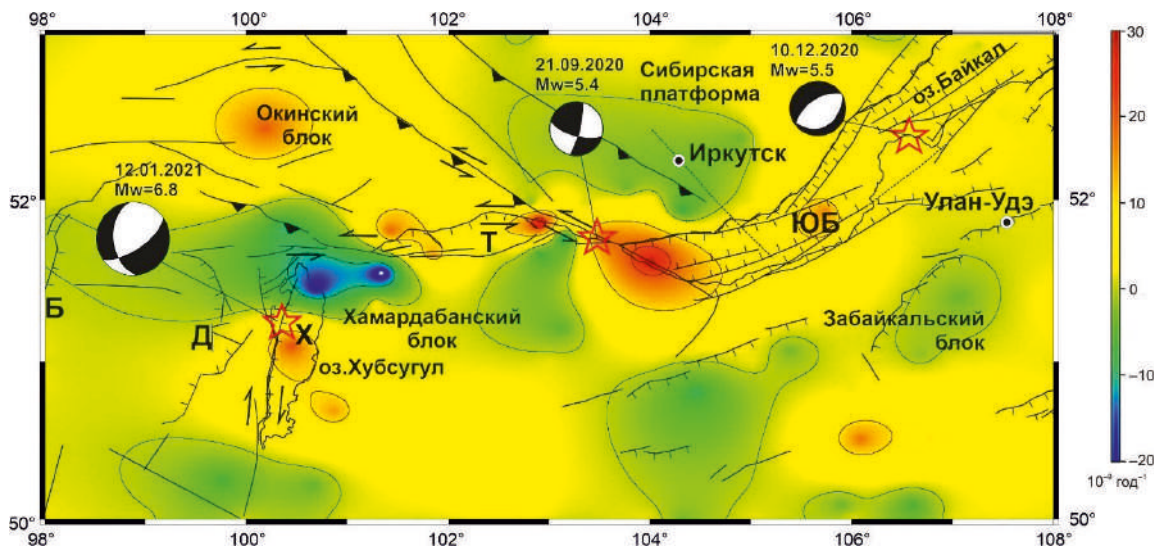 98° 100° 102° 104° 106° 108°
30
20
10
0
−10
−20
10⁻⁹ год⁻¹
10.12.2020
Mw=5.5
21.09.2020
Mw=5.4
Сибирская
платформа
оз.Байкал
Окинский
блок
Иркутск
12.01.2021
Mw=6.8
52° 52°
Улан-Удэ
ЮБ
Т
Б
Д
Х
Хамардабанский
блок
Забайкальский
блок
оз.Хубсугул
50° 50°
98° 100° 102° 104° 106° 108°